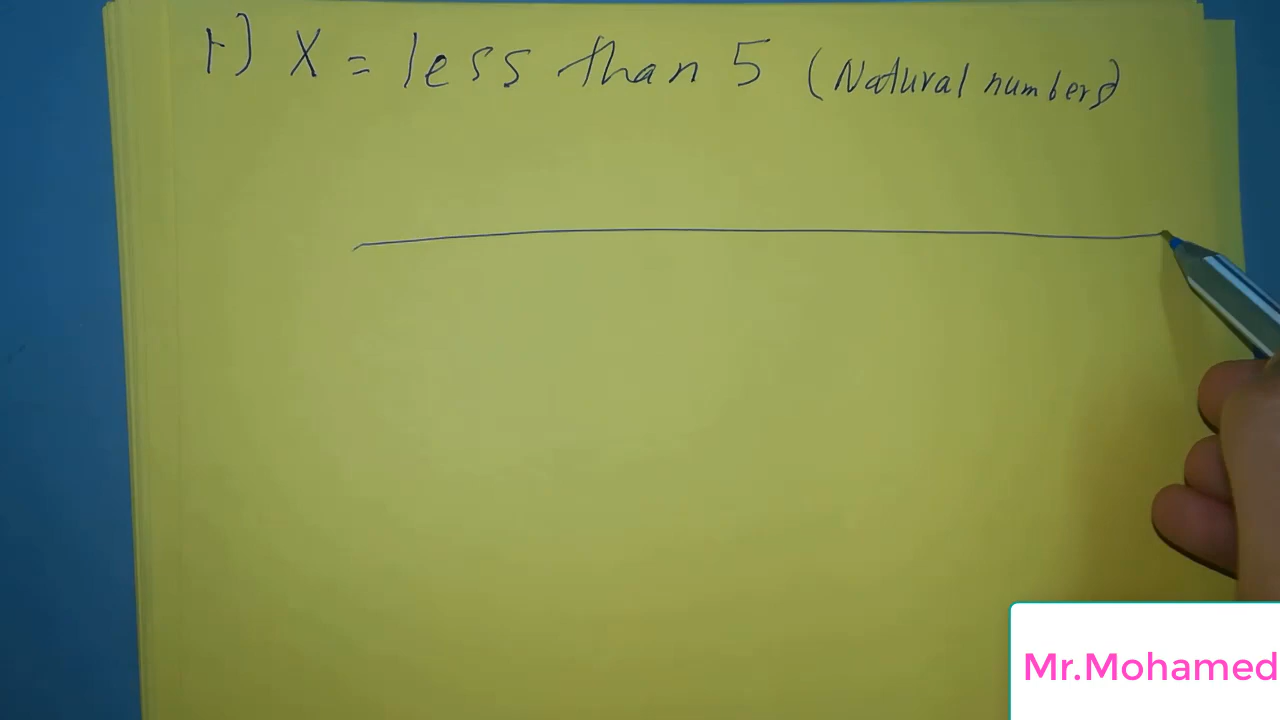 1) X = less than 5 (Natural numbers)
Mr.Mohamed